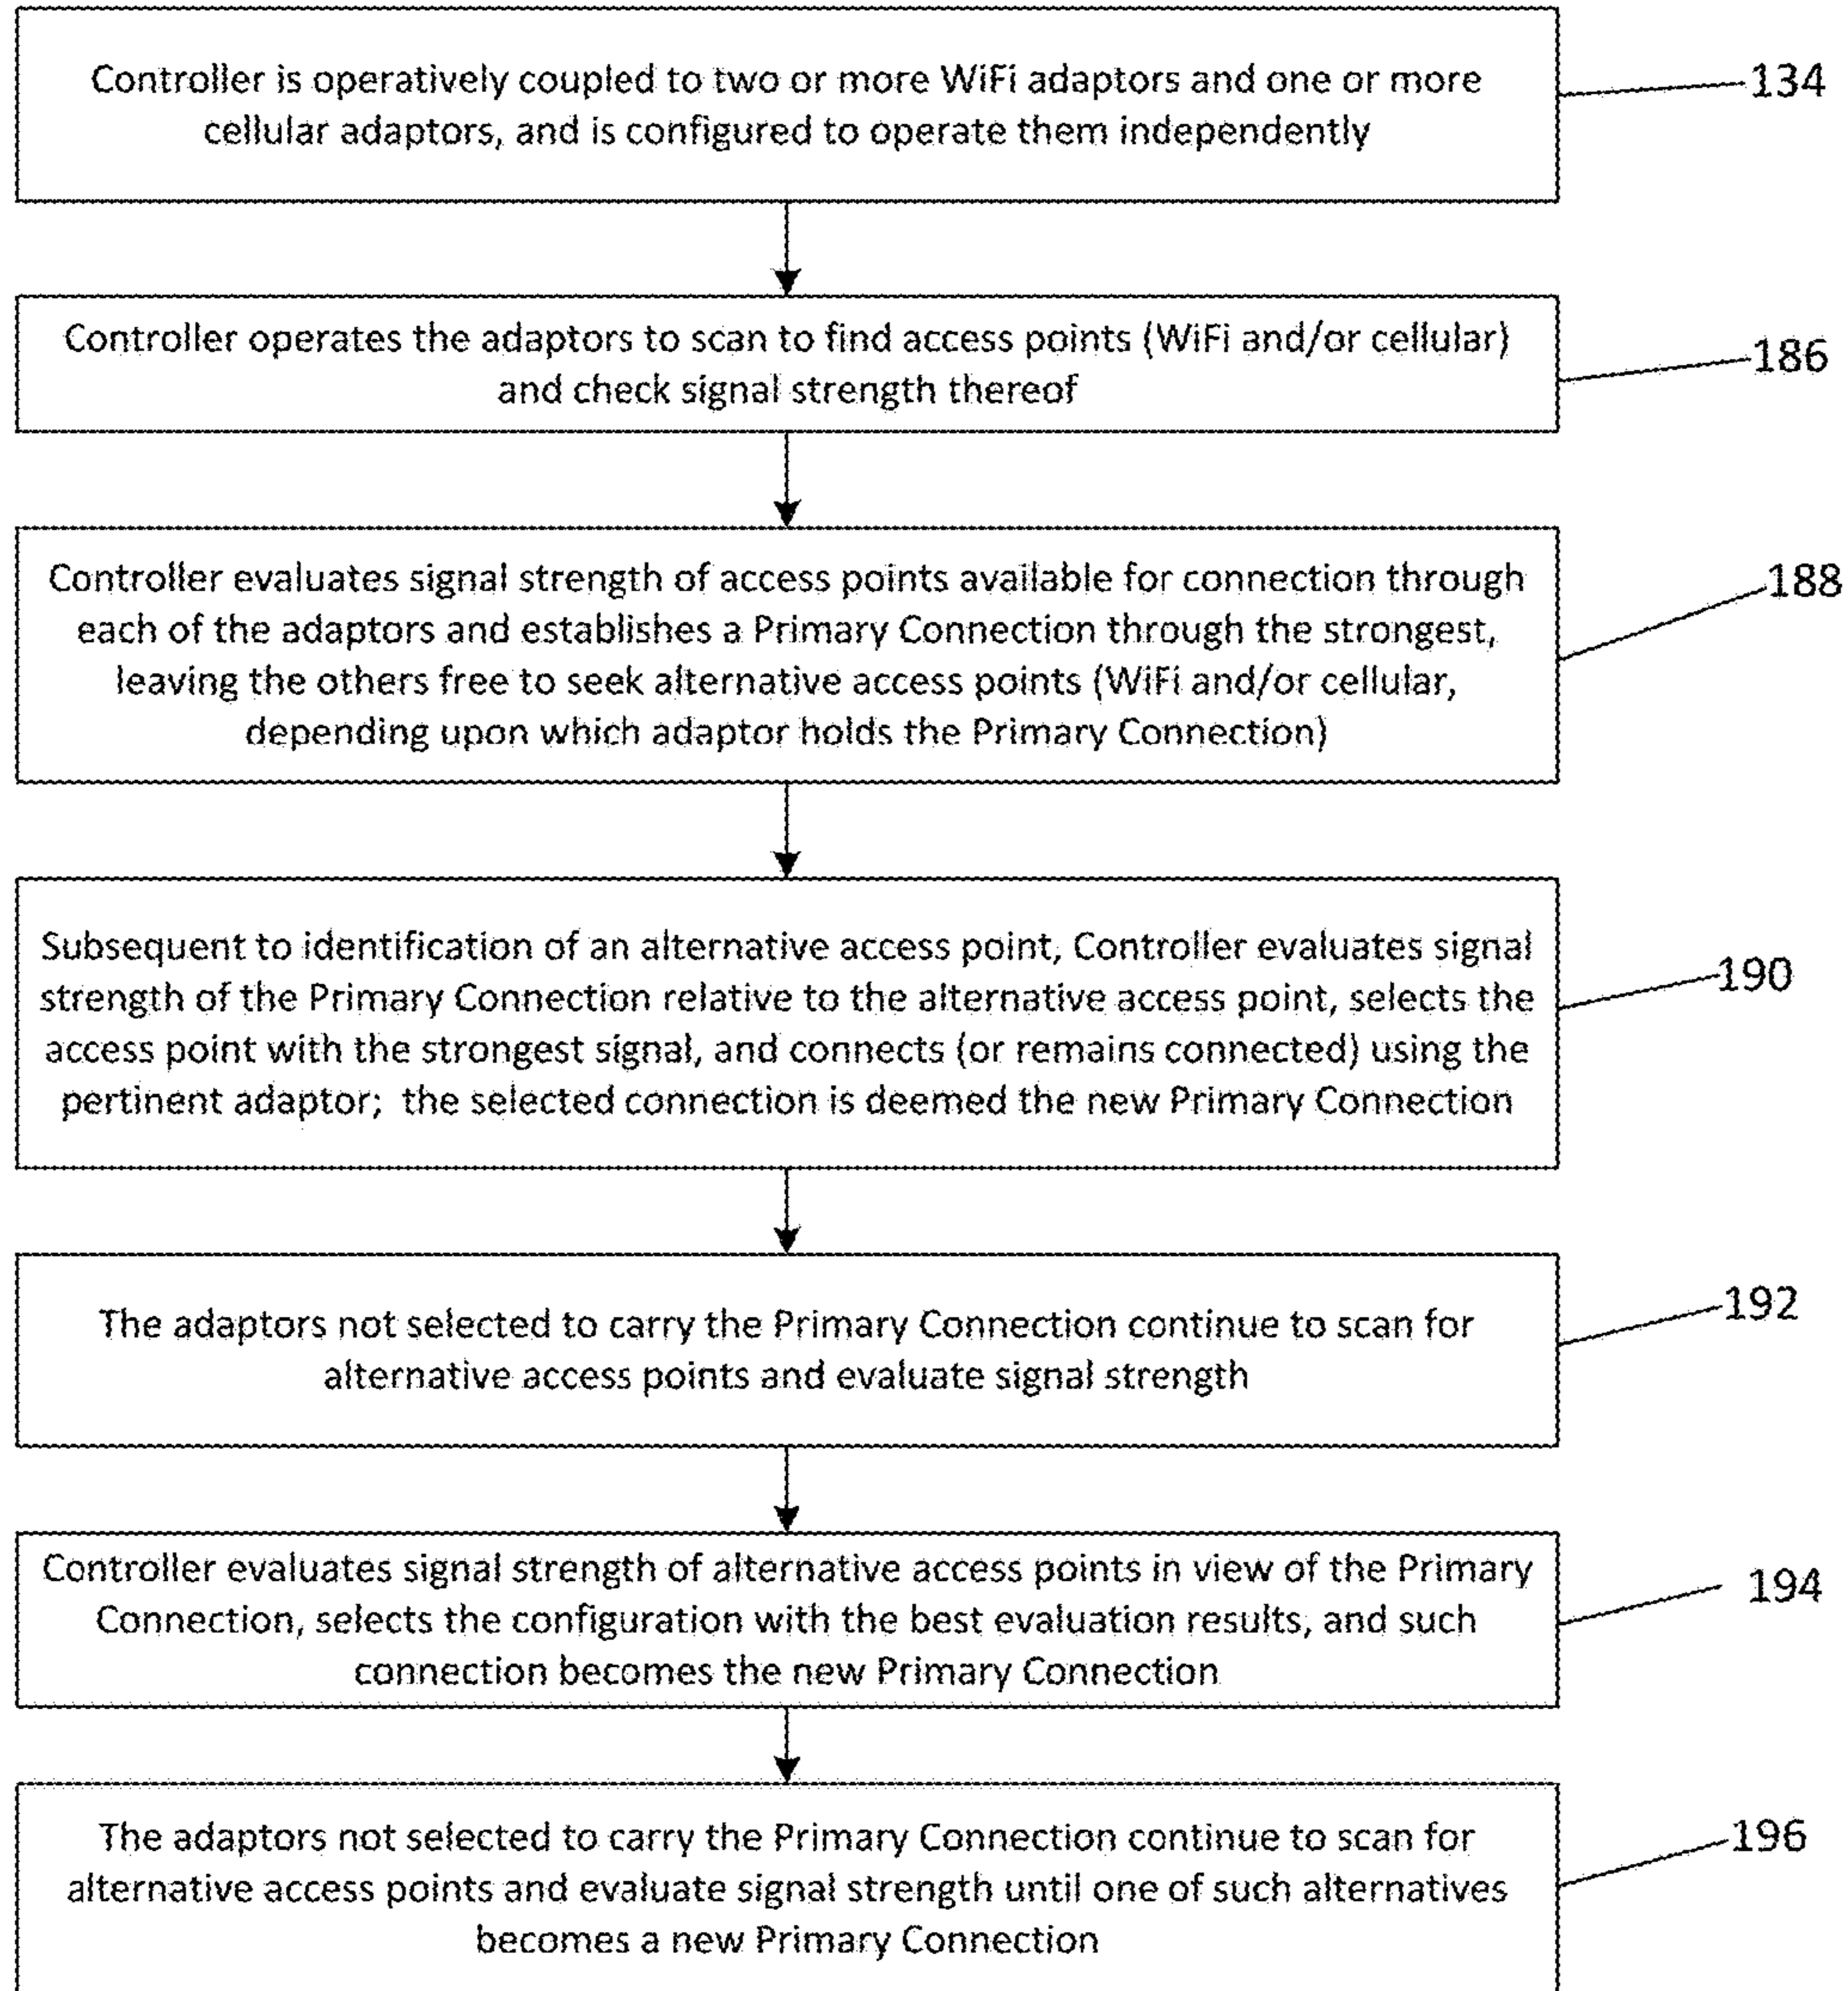 Controller is operatively coupled to two or more WiFi adaptors and one or more
cellular adaptors, and is configured to operate them independently
134
Controller operates the adaptors to scan to find access points (WiFi and/or cellular)
and check signal strength thereof
186
Controller evaluates signal strength of access points available for connection through
each of the adaptors and establishes a Primary Connection through the strongest,
leaving the others free to seek alternative access points (WiFi and/or cellular,
depending upon which adaptor holds the Primary Connection)
188
Subsequent to identification of an alternative access point, Controller evaluates signal
strength of the Primary Connection relative to the alternative access point, selects the
access point with the strongest signal, and connects (or remains connected) using the
pertinent adaptor; the selected connection is deemed the new Primary Connection
190
The adaptors not selected to carry the Primary Connection continue to scan for
alternative access points and evaluate signal strength
192
Controller evaluates signal strength of alternative access points in view of the Primary
Connection, selects the configuration with the best evaluation results, and such
connection becomes the new Primary Connection
194
The adaptors not selected to carry the Primary Connection continue to scan for
alternative access points and evaluate signal strength until one of such alternatives
becomes a new Primary Connection
196